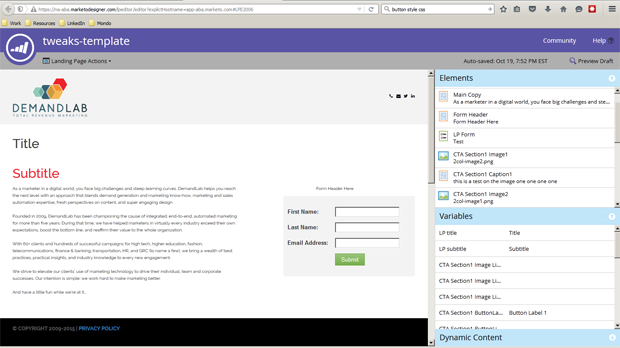 https://na-aba.marketodesigner.com/lpeditor/editor?explicitHostname=app-aba.marketo.com#LPE2006
button style css
Work
Resources
LinkedIn
Mondo
tweaks-template
Community
Help
Landing Page Actions
Auto-saved: Oct 19, 7:52 PM EST
Preview Draft
DEMANDLAB
TOTAL REVENUE MARKETING
Title
Subtitle
As a marketer in a digital world, you face big challenges and steep learning curves. DemandLab helps you reach
the next level with an approach that blends demand-generation and marketing know-how, marketing and sales
automation expertise, fresh perspectives on content, and super engaging design.
Founded in 2009, DemandLab has been championing the cause of integrated, end-to-end, automated marketing
for more than five years. During that time, we have helped marketers in virtually every industry exceed their own
expectations, boost the bottom line, and reaffirm their value to the whole organization.
With 60+ clients and hundreds of successful campaigns for high tech, higher education, fashion,
telecommunications, finance & banking, transportation, HR, and GRC (to name a few), we bring a wealth of best
practices, practical insights, and industry knowledge to every new engagement.
We strive to elevate our clients' use of marketing technology to drive their individual, team and corporate
successes. Our intention is simple: we work hard to make marketing better.
And have a little fun while we're at it...
Form Header Here
First Name:
Last Name:
Email Address:
Submit
© COPYRIGHT 2009-2015 | PRIVACY POLICY
Elements
Main Copy
As a marketer in a digital world, you face big challenges and ste...
Form Header
Form Header Here
LP Form
Test
CTA Section1 Image1
2col-image2.png
CTA Section1 Caption1
this is a test on the image one one one one
CTA Section1 Image2
2col-image1.png
Variables
LP title
Title
LP subtitle
Subtitle
CTA Section1 Image Li...
CTA Section1 Image Li...
CTA Section1 Image Li...
CTA Section1 ButtonLa...
Button Label 1
CTA Section1 ButtonLi...
Dynamic Content